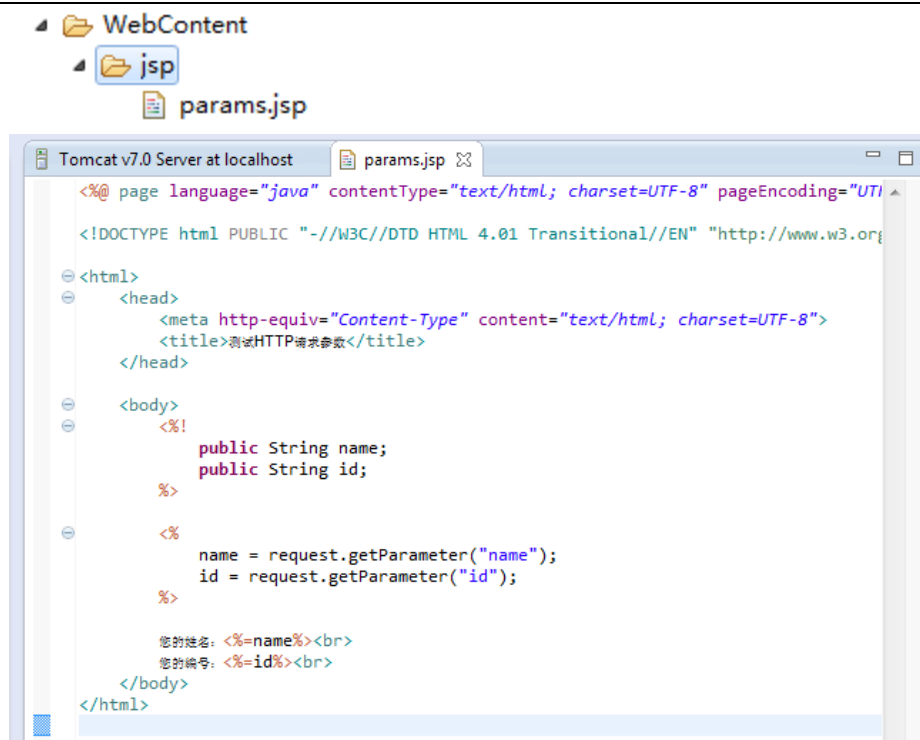 WebContent
jsp
params.jsp
Tomcat v7.0 Server at localhost params.jsp
<%@ page language="java" contentType="text/html; charset=UTF-8" pageEncoding="UTF
<!DOCTYPE html PUBLIC "-//W3C//DTD HTML 4.01 Transitional//EN" "http://www.w3.org
<html>
<head>
<meta http-equiv="Content-Type" content="text/html; charset=UTF-8">
<title>测试HTTP请求参数</title>
</head>
<body>
<%!
public String name;
public String id;
%>
<%
name = request.getParameter("name");
id = request.getParameter("id");
%>
您的姓名: <%=name%><br>
您的编号: <%=id%><br>
</body>
</html>